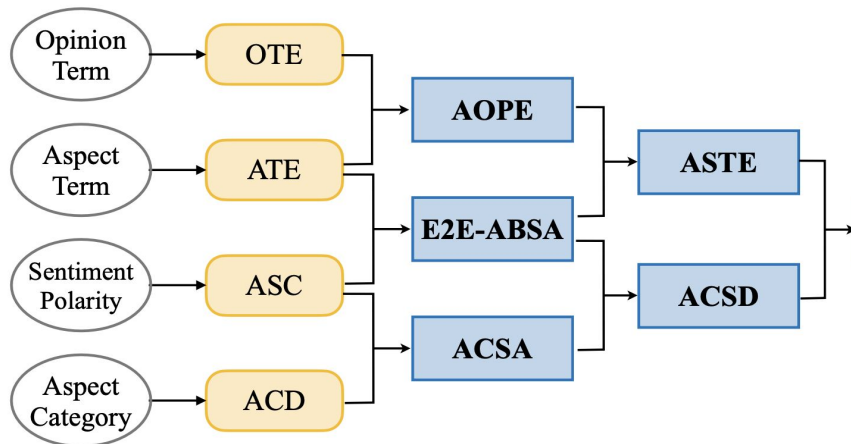 Opinion
Term
OTE
AOPE
Aspect
Term
ATE
ASTE
E2E-ABSA
Sentiment
Polarity
ASC
ACSD
ACSA
Aspect
Category
ACD